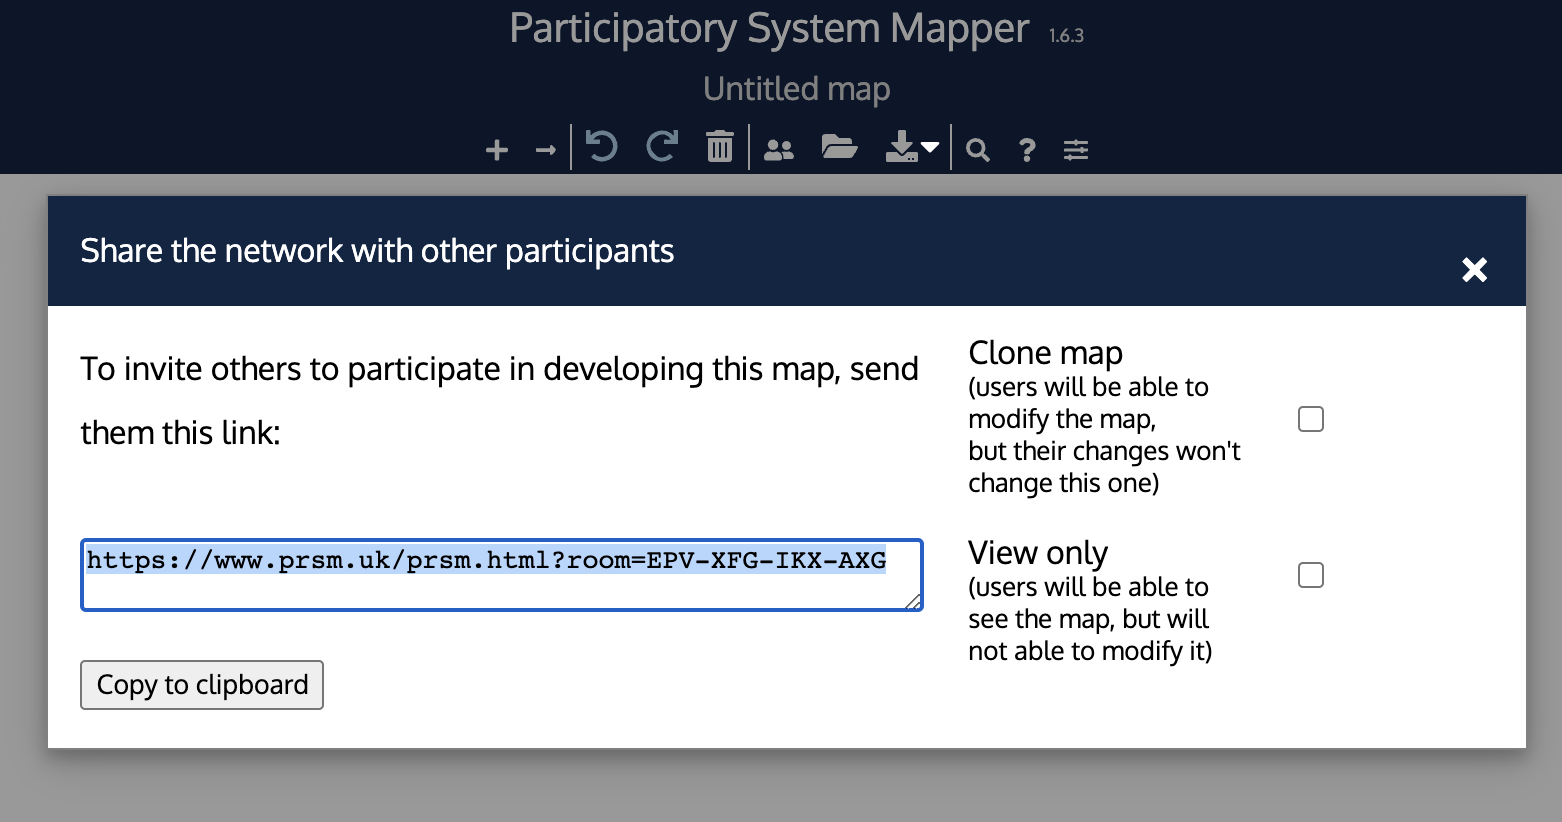 Participatory System Mapper 1.6.3
Untitled map
Share the network with other participants
To invite others to participate in developing this map, send
them this link:
https://www.prsm.uk/prsm.html?room=EPV-XFG-IKX-AXG
Copy to clipboard
Clone map
(users will be able to
modify the map,
but their changes won't
change this one)
View only
(users will be able to
see the map, but will
not able to modify it)